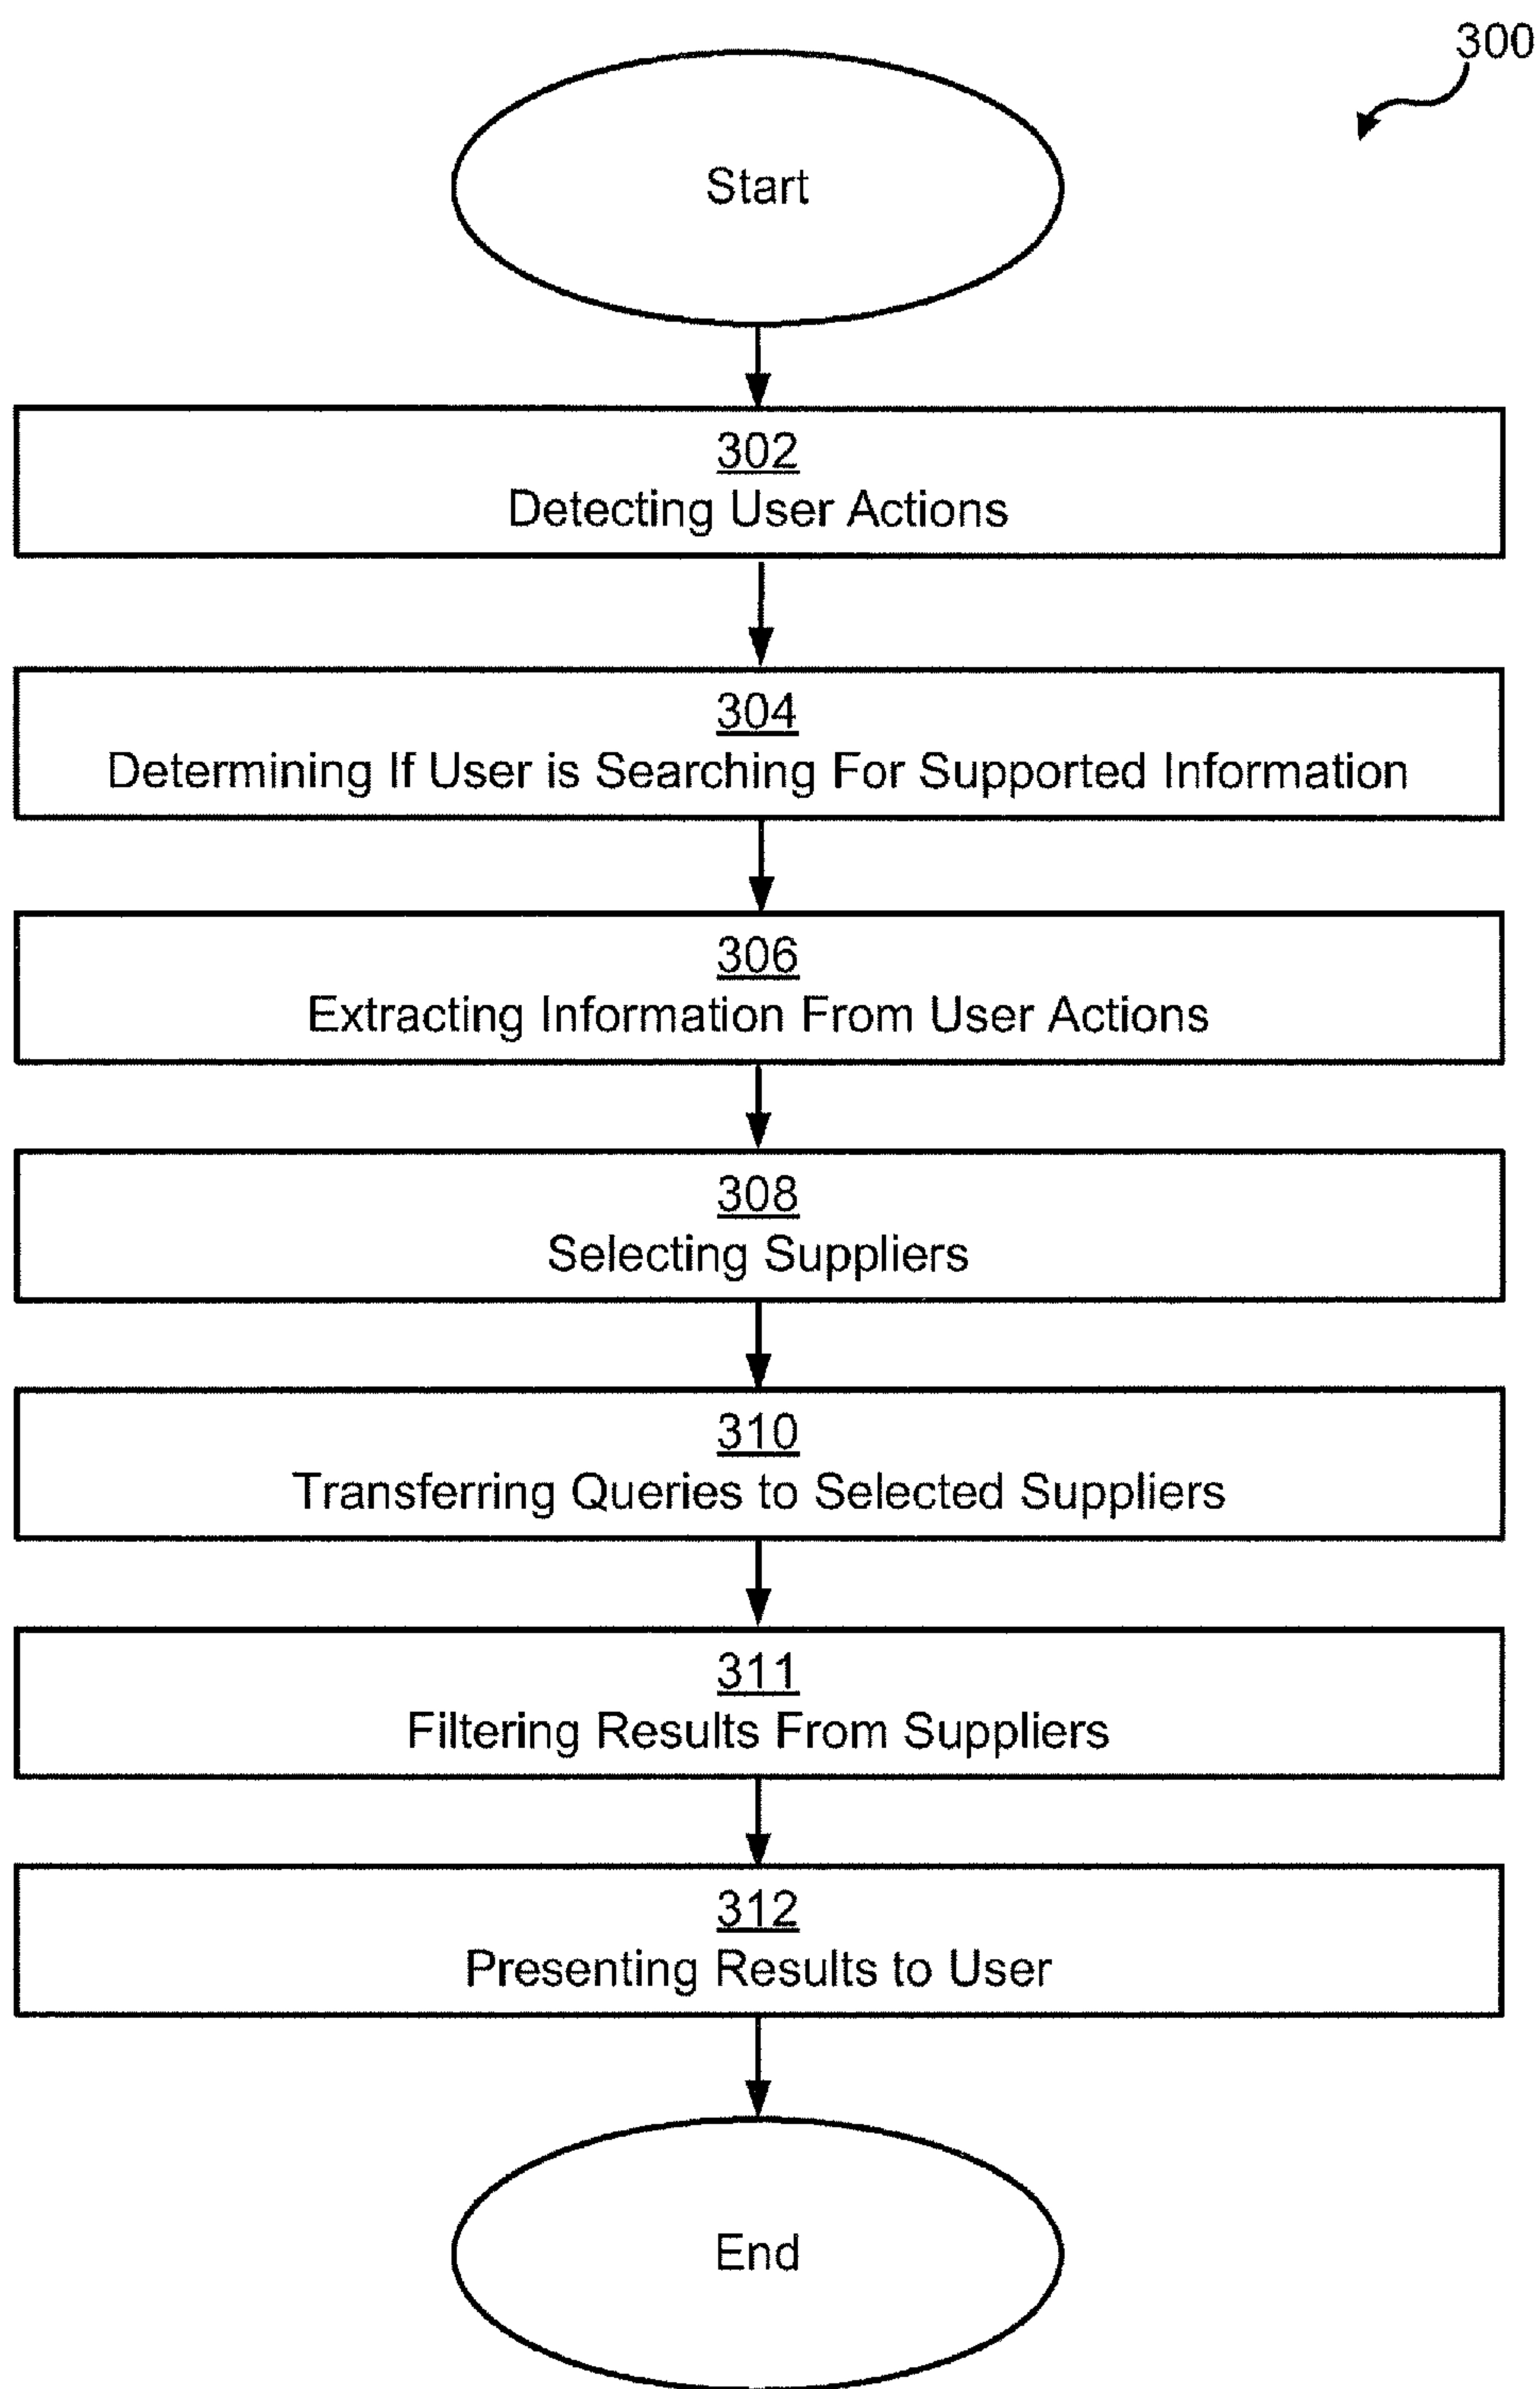 300
Start
302
Detecting User Actions
304
Determining If User is Searching For Supported Information
306
Extracting Information From User Actions
308
Selecting Suppliers
310
Transferring Queries to Selected Suppliers
311
Filtering Results From Suppliers
312
Presenting Results to User
End